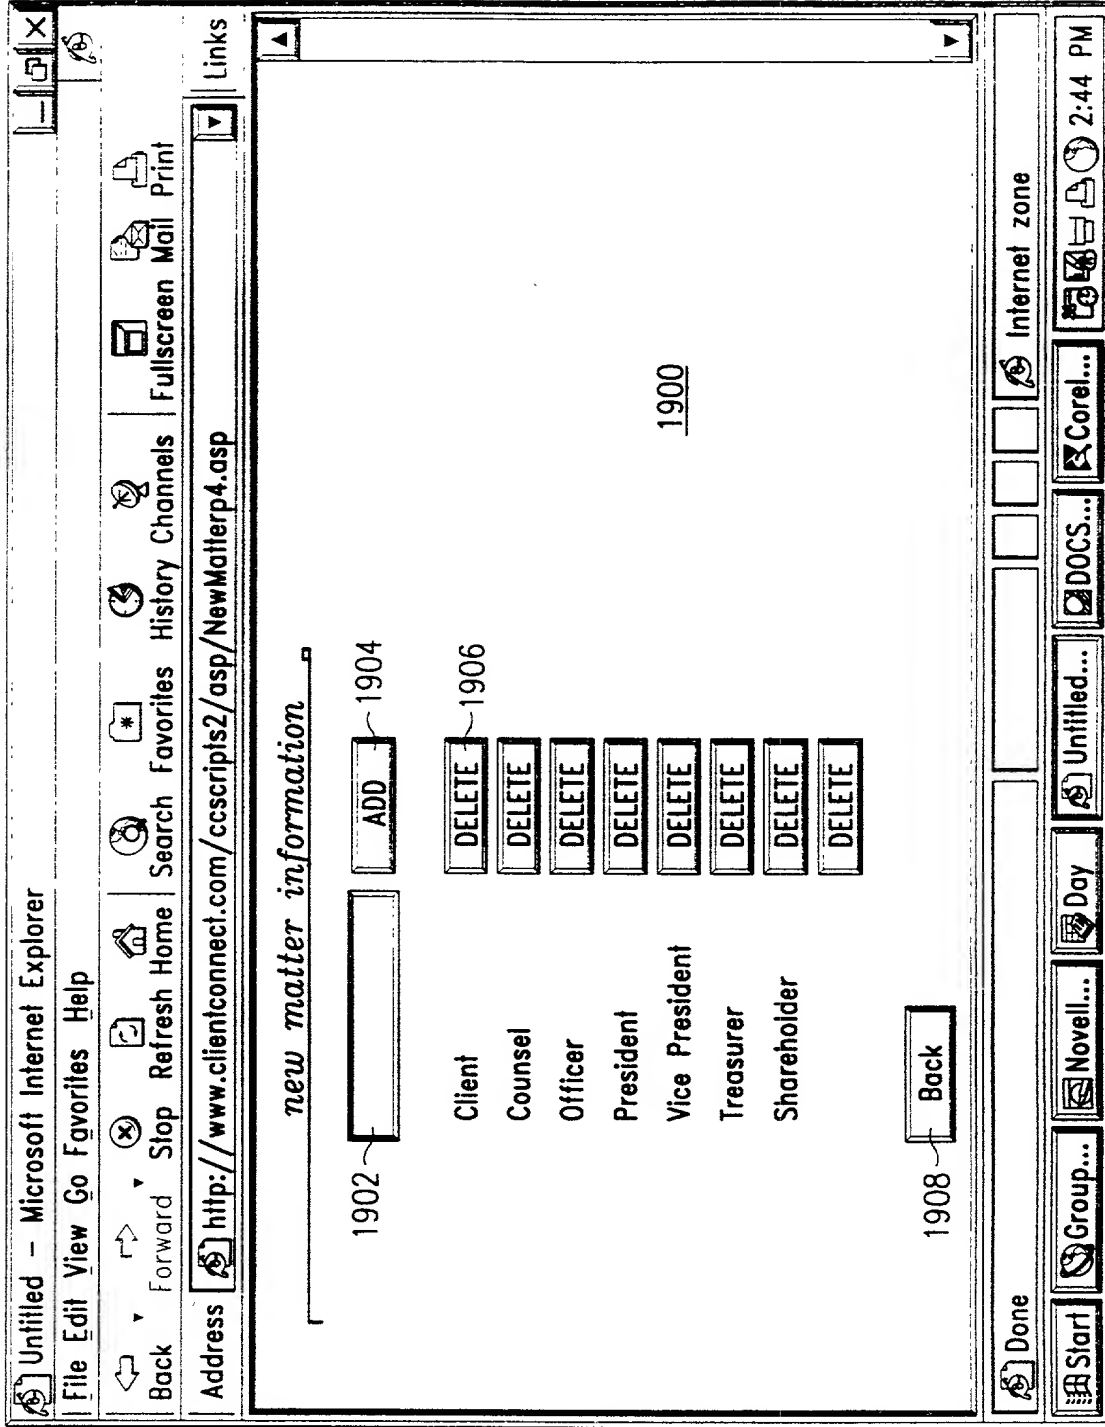 Untitled – Microsoft Internet Explorer
File Edit View Go Favorites Help
Back Forward Stop Refresh Home Search Favorites History Channels Fullscreen Mail Print
Address http://www.clientconnect.com/ccscripts2/asp/NewMatterp4.asp Links
new matter information
1902 ADD 1904
Client DELETE 1906
Counsel DELETE
Officer DELETE
President DELETE
Vice President DELETE
Treasurer DELETE
Shareholder DELETE
DELETE
1900
1908 Back
Done Internet zone
Start Group... Novell... Day Untitled... DOCS... Corel... 2:44 PM